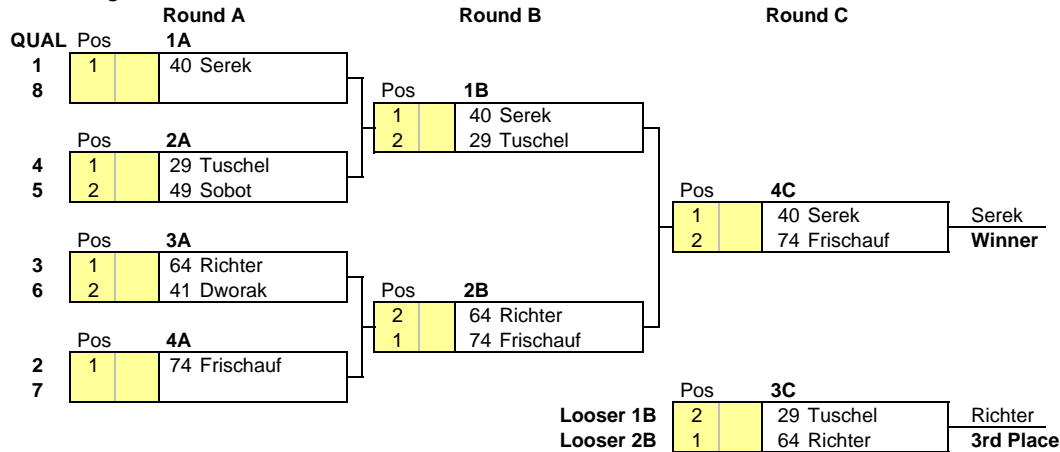 Round A Round B Round C
QUAL Pos 1A
1 1 40 Serek
8
Pos 1B
1 40 Serek
2 29 Tuschel
Pos 2A
4 1 29 Tuschel
5 2 49 Sobot
Pos 4C
1 40 Serek Serek
2 74 Frischauf Winner
Pos 3A
3 1 64 Richter
6 2 41 Dworak
Pos 2B
2 64 Richter
1 74 Frischauf
Pos 4A
2 1 74 Frischauf
7
Pos 3C
Looser 1B 2 29 Tuschel Richter
Looser 2B 1 64 Richter 3rd Place